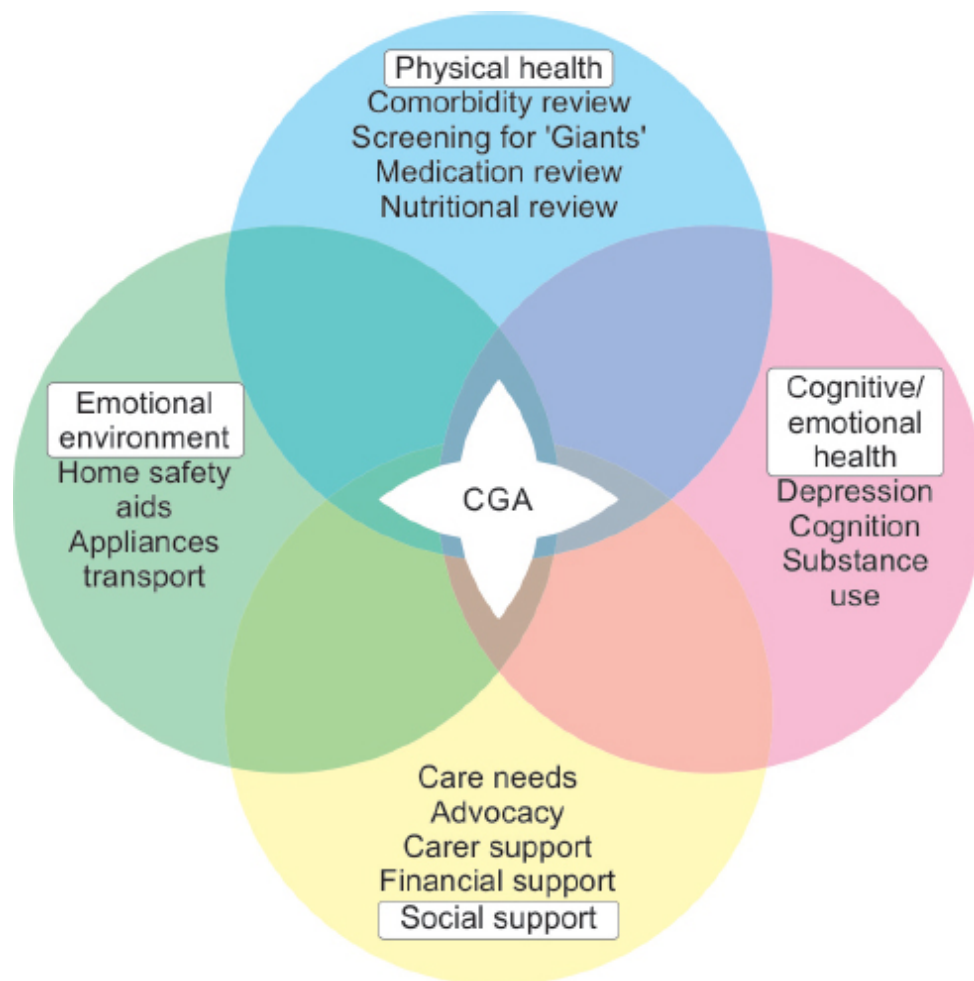 Physical health
Comorbidity review
Screening for 'Giants'
Medication review
Nutritional review
Emotional
environment
Home safety
aids
Appliances
transport
CGA
Cognitive/
emotional
health
Depression
Cognition
Substance
use
Care needs
Advocacy
Carer support
Financial support
Social support